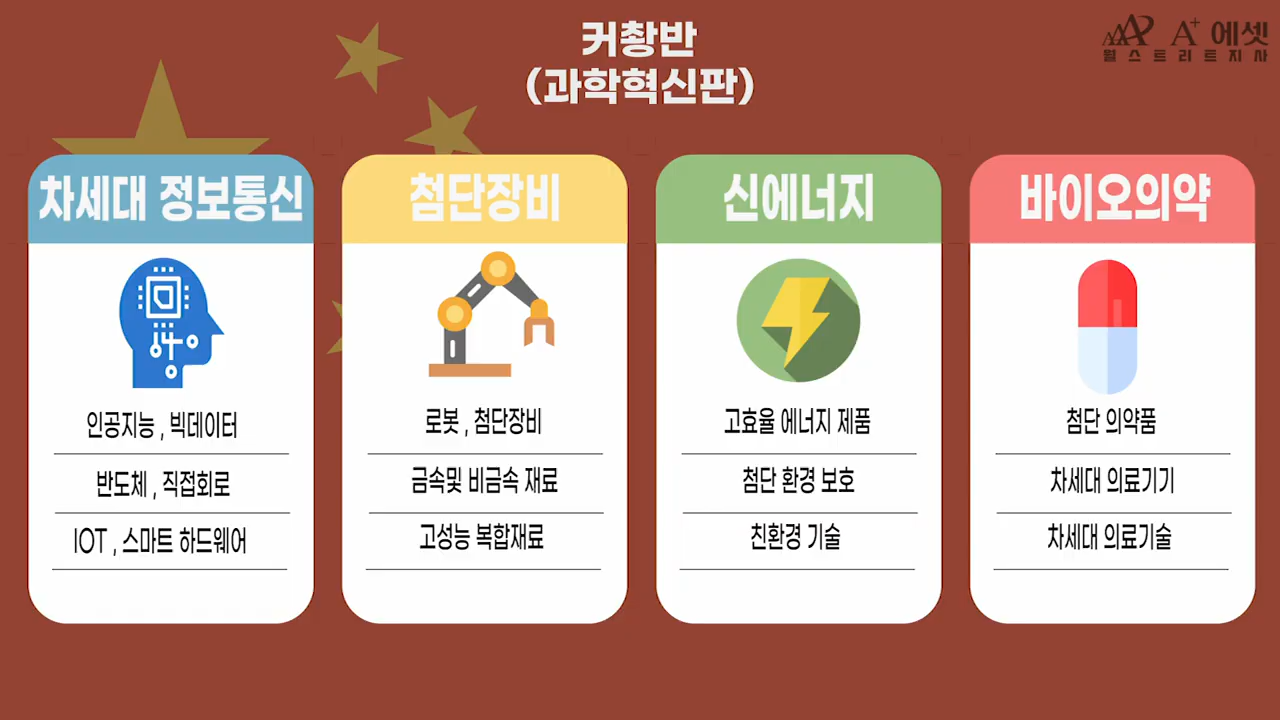 커촹반
(과학혁신판)
A+ 에셋
월스트리트지사
차세대 정보통신
인공지능 , 빅데이터
반도체 , 직접회로
IOT , 스마트 하드웨어
첨단장비
로봇 , 첨단장비
금속및 비금속 재료
고성능 복합재료
신에너지
고효율 에너지 제품
첨단 환경 보호
친환경 기술
바이오의약
첨단 의약품
차세대 의료기기
차세대 의료기술